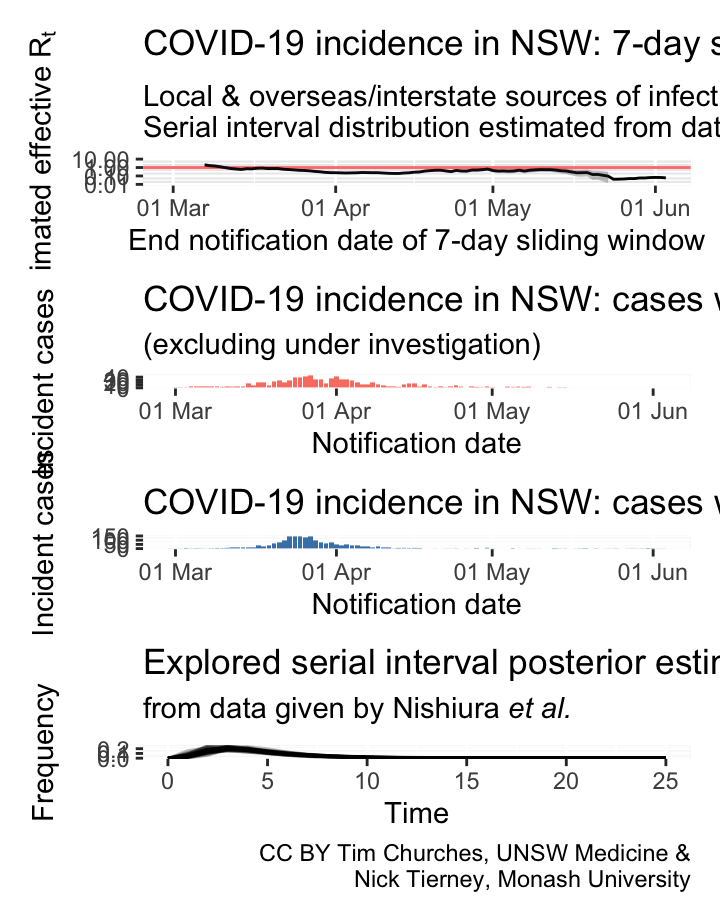 COVID-19 incidence in NSW: 7-day s
Local & overseas/interstate sources of infect
Serial interval distribution estimated from dat
imated effective Rt
10.00
0.01
01 Mar 01 Apr 01 May 01 Jun
End notification date of 7-day sliding window
COVID-19 incidence in NSW: cases w
(excluding under investigation)
Incident cases
01 Mar 01 Apr 01 May 01 Jun
Notification date
COVID-19 incidence in NSW: cases w
Incident cases
150
01 Mar 01 Apr 01 May 01 Jun
Notification date
Explored serial interval posterior estir
from data given by Nishiura et al.
Frequency
0.0
0 5 10 15 20 25
Time
CC BY Tim Churches, UNSW Medicine &
Nick Tierney, Monash University